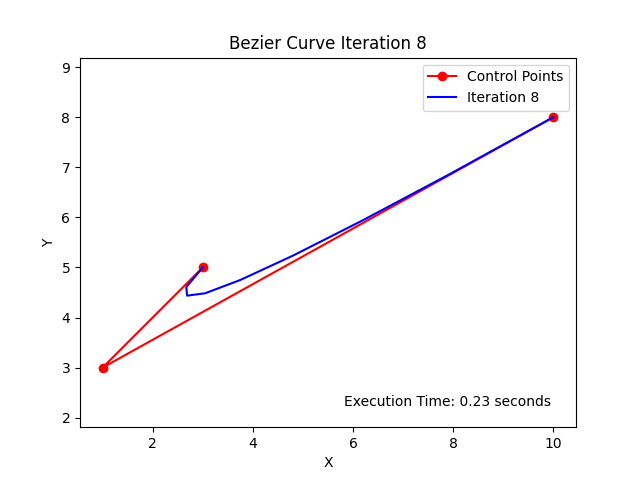 Bezier Curve Iteration 8
Control Points
Iteration 8
9
8
7
6
5
4
3
2
Y
Execution Time: 0.23 seconds
2
4
6
8
10
X